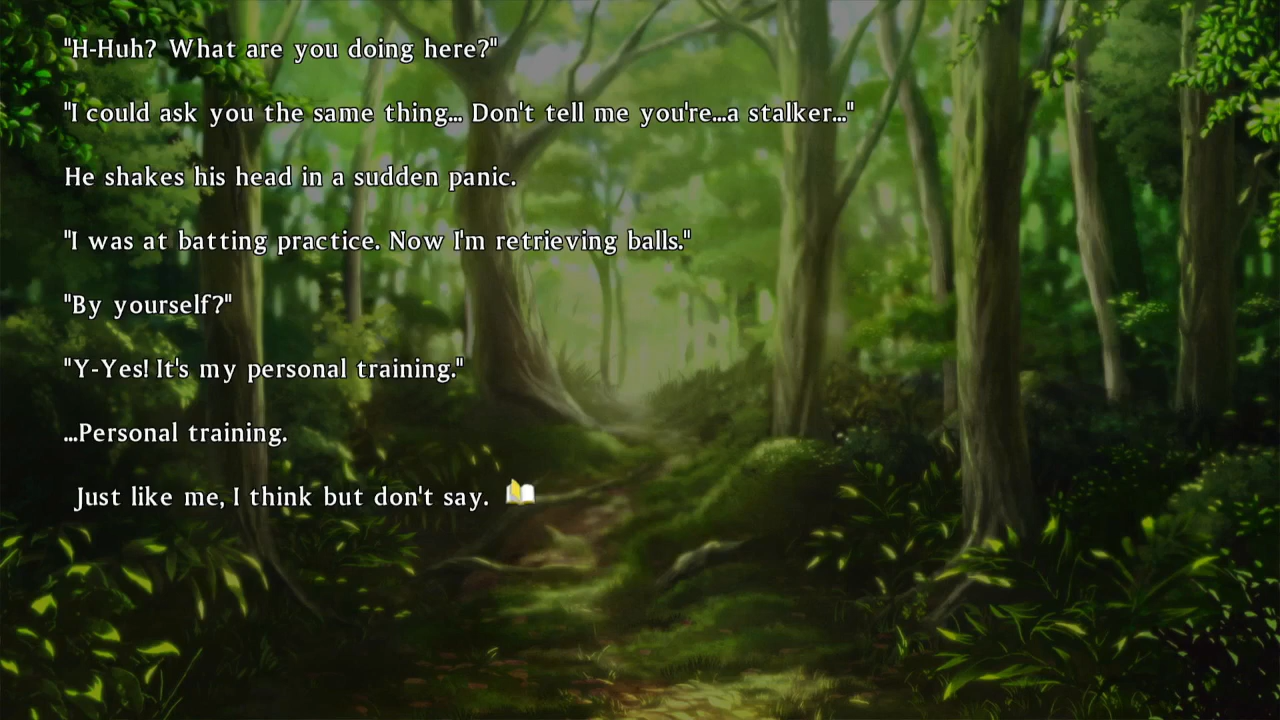 "H-Huh? What are you doing here?"
"I could ask you the same thing... Don't tell me you're...a stalker..."
He shakes his head in a sudden panic.
"I was at batting practice. Now I'm retrieving balls."
"By yourself?"
"Y-Yes! It's my personal training."
...Personal training.
Just like me, I think but don't say.